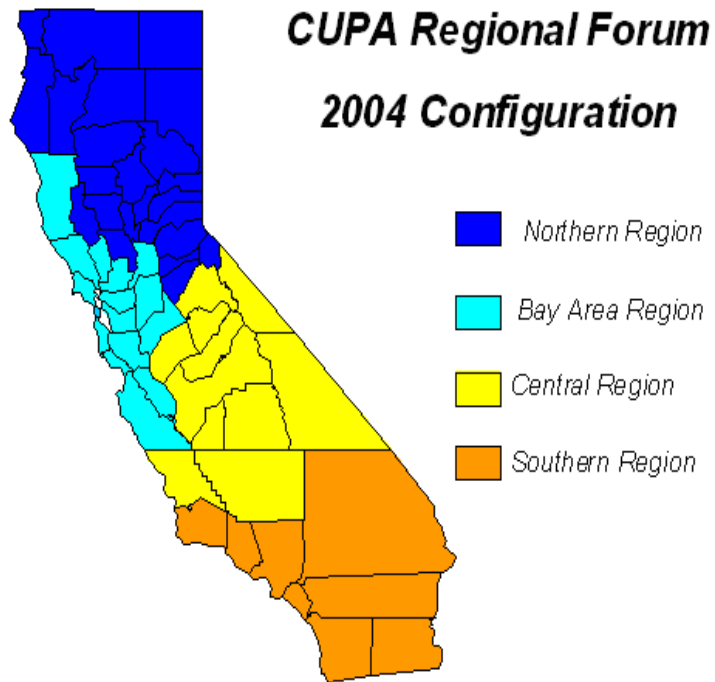 CUPA Regional Forum
2004 Configuration
Northern Region
Bay Area Region
Central Region
Southern Region